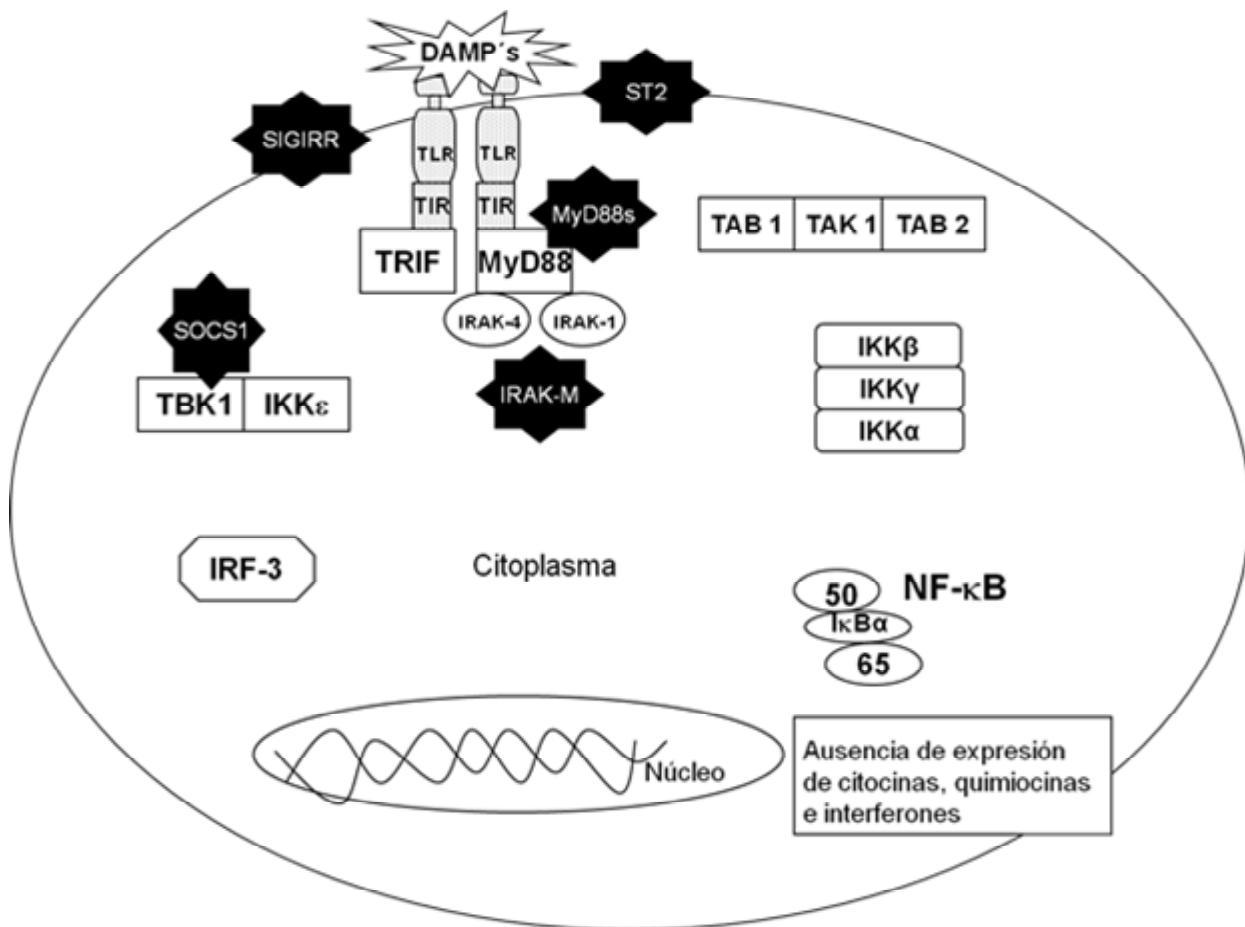 DAMP´s
ST2
SIGIRR
TLR
TLR
TIR
TIR
MyD88s
TAB 1
TAK 1
TAB 2
TRIF
MyD88
IRAK-4
IRAK-1
SOCS1
IKKβ
IKKγ
IKKα
TBK1
IKKε
IRAK-M
IRF-3
Citoplasma
50
NF-κB
IκBα
65
Núcleo
Ausencia de expresión
de citocinas, quimiocinas
e interferones